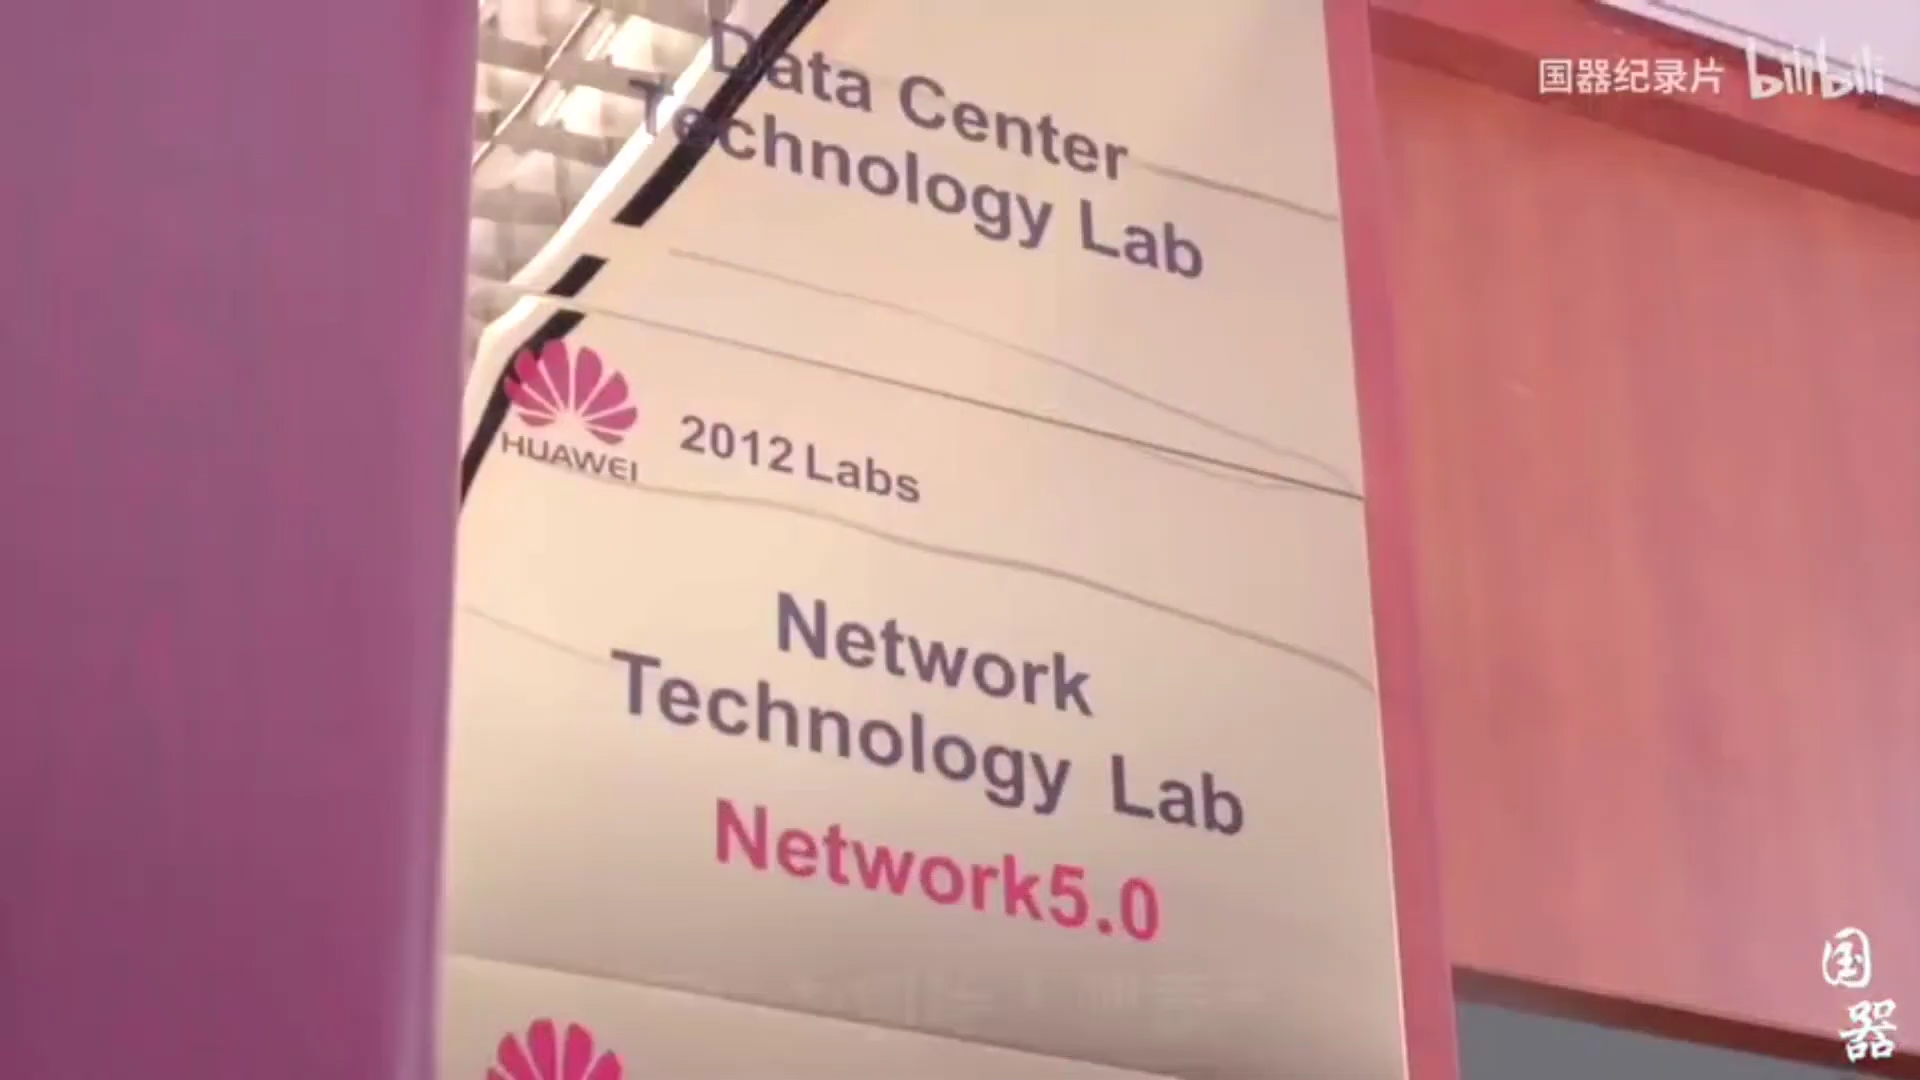 国器纪录片 bilibili
Data Center
Technology Lab
HUAWEI
2012 Labs
Network
Technology Lab
Network5.0
国
器